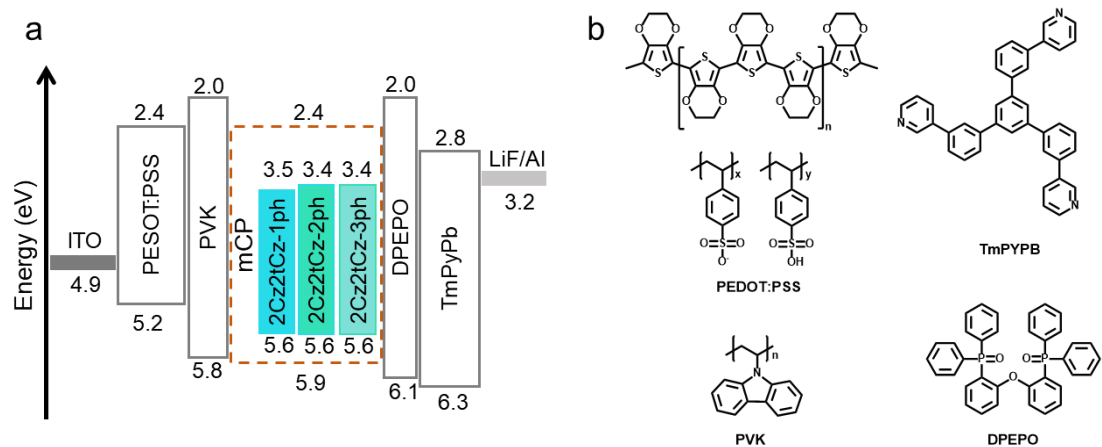 a
Energy (eV)
ITO
4.9
2.4
PESOT:PSS
5.2
2.0
PVK
5.8
2.4
mCP
3.5 3.4 3.4
2Cz2tCz-1ph
2Cz2tCz-2ph
2Cz2tCz-3ph
5.6 5.6 5.6
5.9
2.0
DPEPO
6.1
2.8
TmPyPb
6.3
LiF/Al
3.2
b
O O O O O O
S S
S S S
O O O O
n
x y
O=S=O O=S=O
O- OH
PEDOT:PSS
n
N
PVK
N
N
N
TmPYPB
P O O P
O
DPEPO